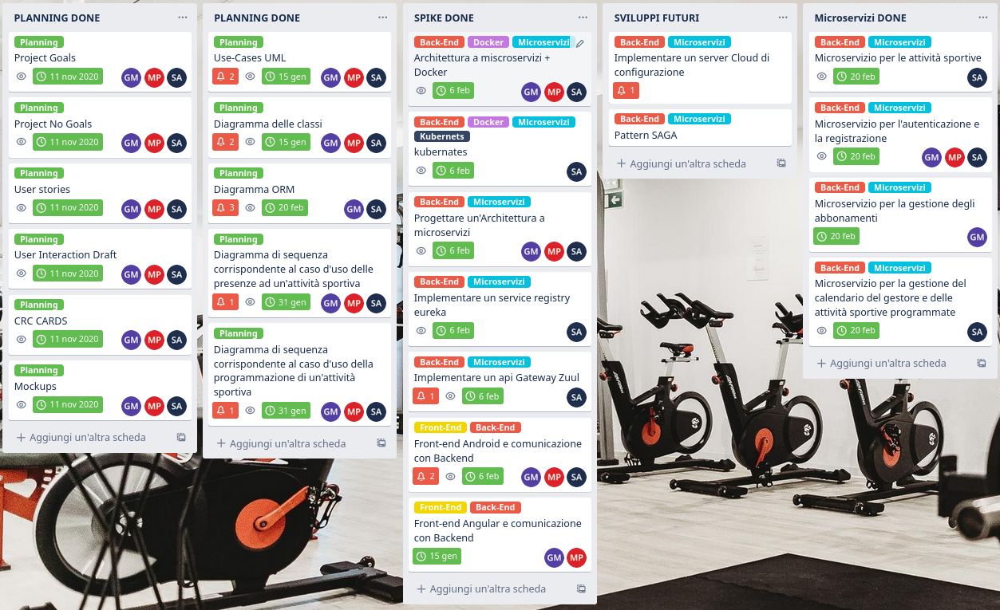 PLANNING DONE
Planning
Project Goals
11 nov 2020
GM MP SA
Planning
Project No Goals
11 nov 2020
GM MP SA
Planning
User stories
11 nov 2020
GM MP SA
Planning
User Interaction Draft
11 nov 2020
GM MP SA
Planning
CRC CARDS
11 nov 2020
GM MP SA
Planning
Mockups
11 nov 2020
GM MP SA
Aggiungi un'altra scheda
PLANNING DONE
Planning
Use-Cases UML
2 15 gen
GM MP SA
Planning
Diagramma delle classi
2 15 gen
GM MP SA
Planning
Diagramma ORM
3 20 feb
GM SA
Planning
Diagramma di sequenza
corrispondente al caso d'uso delle
presenze ad un'attività sportiva
1 31 gen
GM MP SA
Planning
Diagramma di sequenza
corrispondente al caso d'uso della
programmazione di un'attività
sportiva
1 31 gen
GM MP SA
Aggiungi un'altra scheda
SPIKE DONE
Back-End Docker Microservizi
Architettura a miscroservizi +
Docker
6 feb
GM MP SA
Back-End Docker Microservizi
Kubernets
kubernates
6 feb
SA
Back-End Microservizi
Progettare un'Architettura a
microservizi
6 feb
GM MP SA
Back-End Microservizi
Implementare un service registry
eureka
6 feb
SA
Back-End Microservizi
Implementare un api Gateway Zuul
1 6 feb
SA
Front-End Back-End
Front-end Android e comunicazione
con Backend
2 6 feb
GM MP SA
Front-End Back-End
Front-end Angular e comunicazione
con Backend
15 gen
GM MP
Aggiungi un'altra scheda
SVILUPPI FUTURI
Back-End Microservizi
Implementare un server Cloud di
configurazione
1
Back-End Microservizi
Pattern SAGA
Aggiungi un'altra scheda
Microservizi DONE
Back-End Microservizi
Microservizio per le attività sportive
20 feb
SA
Back-End Microservizi
Microservizio per l'autenticazione e
la registrazione
20 feb
GM MP SA
Back-End Microservizi
Microservizio per la gestione degli
abbonamenti
20 feb
GM
Back-End Microservizi
Microservizio per la gestione del
calendario del gestore e delle
attività sportive programmate
20 feb
SA
Aggiungi un'altra scheda